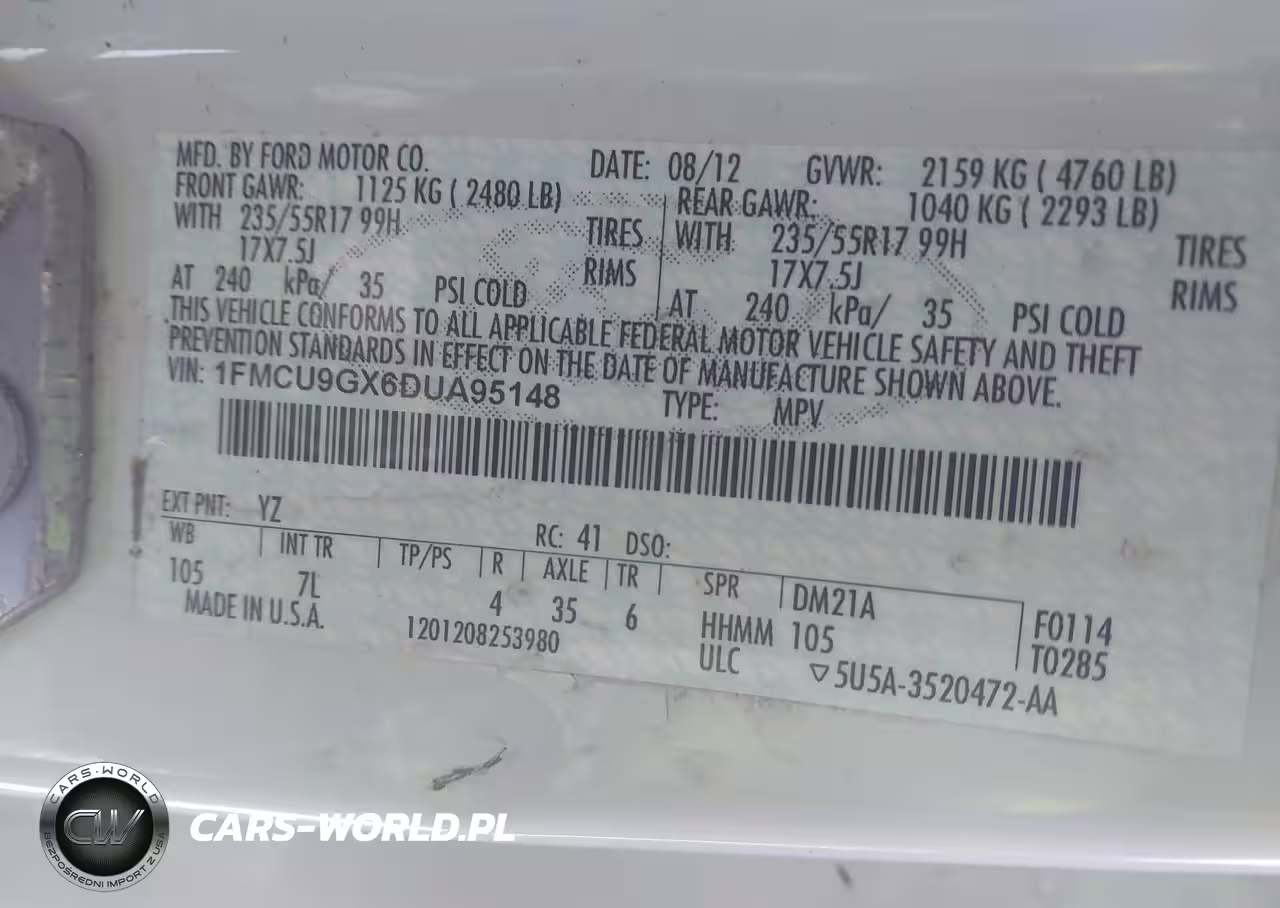 MFD. BY FORD MOTOR CO. DATE: 08/12 GVWR: 2159 KG ( 4760 LB)
FRONT GAWR: 1125 KG ( 2480 LB) REAR GAWR: 1040 KG ( 2293 LB)
WITH 235/55R17 99H TIRES WITH 235/55R17 99H TIRES
17X7.5J RIMS 17X7.5J RIMS
AT 240 kPa/ 35 PSI COLD AT 240 kPa/ 35 PSI COLD
THIS VEHICLE CONFORMS TO ALL APPLICABLE FEDERAL MOTOR VEHICLE SAFETY AND THEFT
PREVENTION STANDARDS IN EFFECT ON THE DATE OF MANUFACTURE SHOWN ABOVE.
VIN: 1FMCU9GX6DUA95148 TYPE: MPV
EXT PNT: YZ RC: 41 DSO:
WB INT TR TP/PS R AXLE TR SPR DM21A F0114
105 7L 4 35 6 HHMM 105 T0285
MADE IN U.S.A. 1201208253980 ULC ▽5U5A-3520472-AA
CARS-WORLD
CW
BEZPOŚREDNI IMPORT Z USA
CARS-WORLD.PL